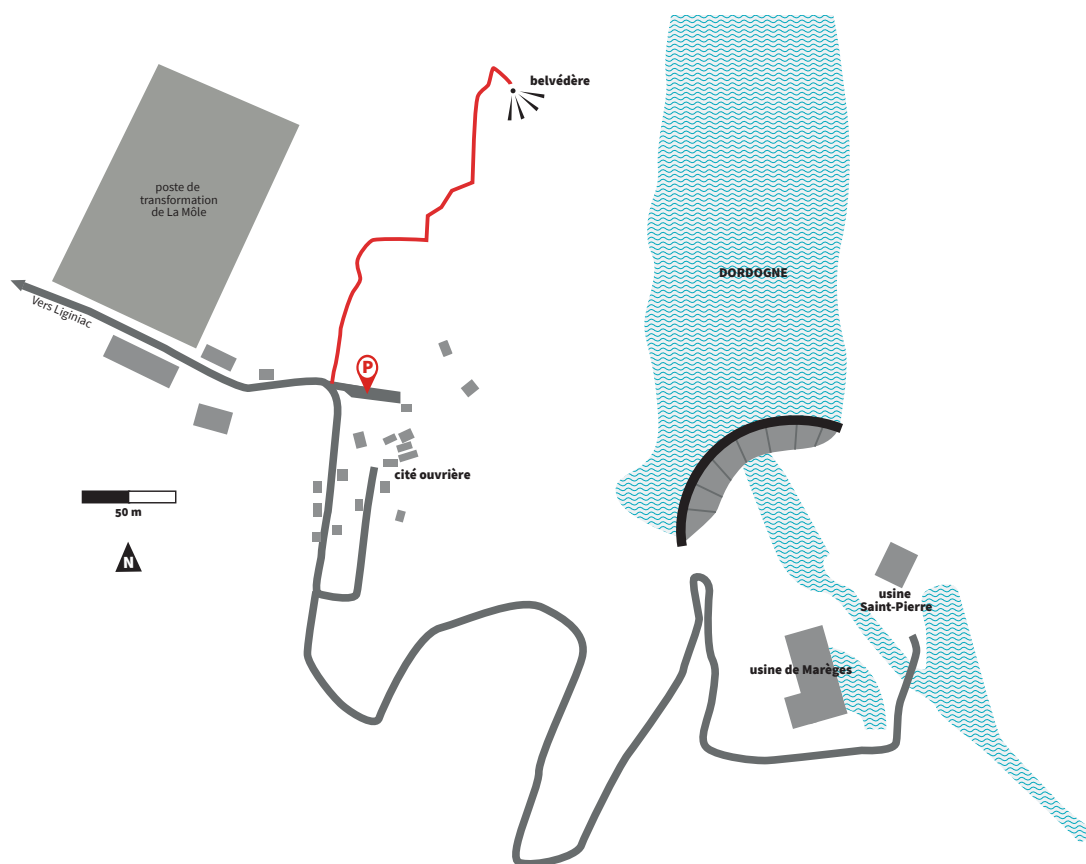 belvédère
poste de
transformation
de La Môle
DORDOGNE
Vers Liginiac
P
cité ouvrière
50 m
N
usine
Saint-Pierre
usine de Marèges